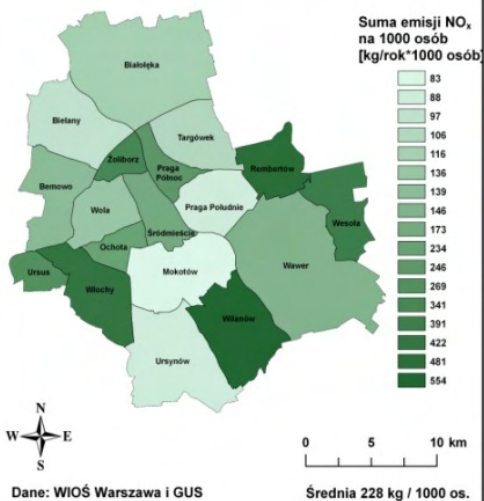 Suma emisji NOₓ
na 1000 osób
[kg/rok*1000 osób]
83
88
97
106
116
136
139
146
173
234
246
269
341
391
422
481
554
Białołęka
Bielany
Targówek
Żoliborz
Praga
Północ
Rembertów
Bemowo
Wola
Praga Południe
Wesoła
Śródmieście
Ochota
Wawer
Ursus
Włochy
Mokotów
Wilanów
Ursynów
N
W E
S
0 5 10 km
Dane: WIOŚ Warszawa i GUS
Średnia 228 kg / 1000 os.